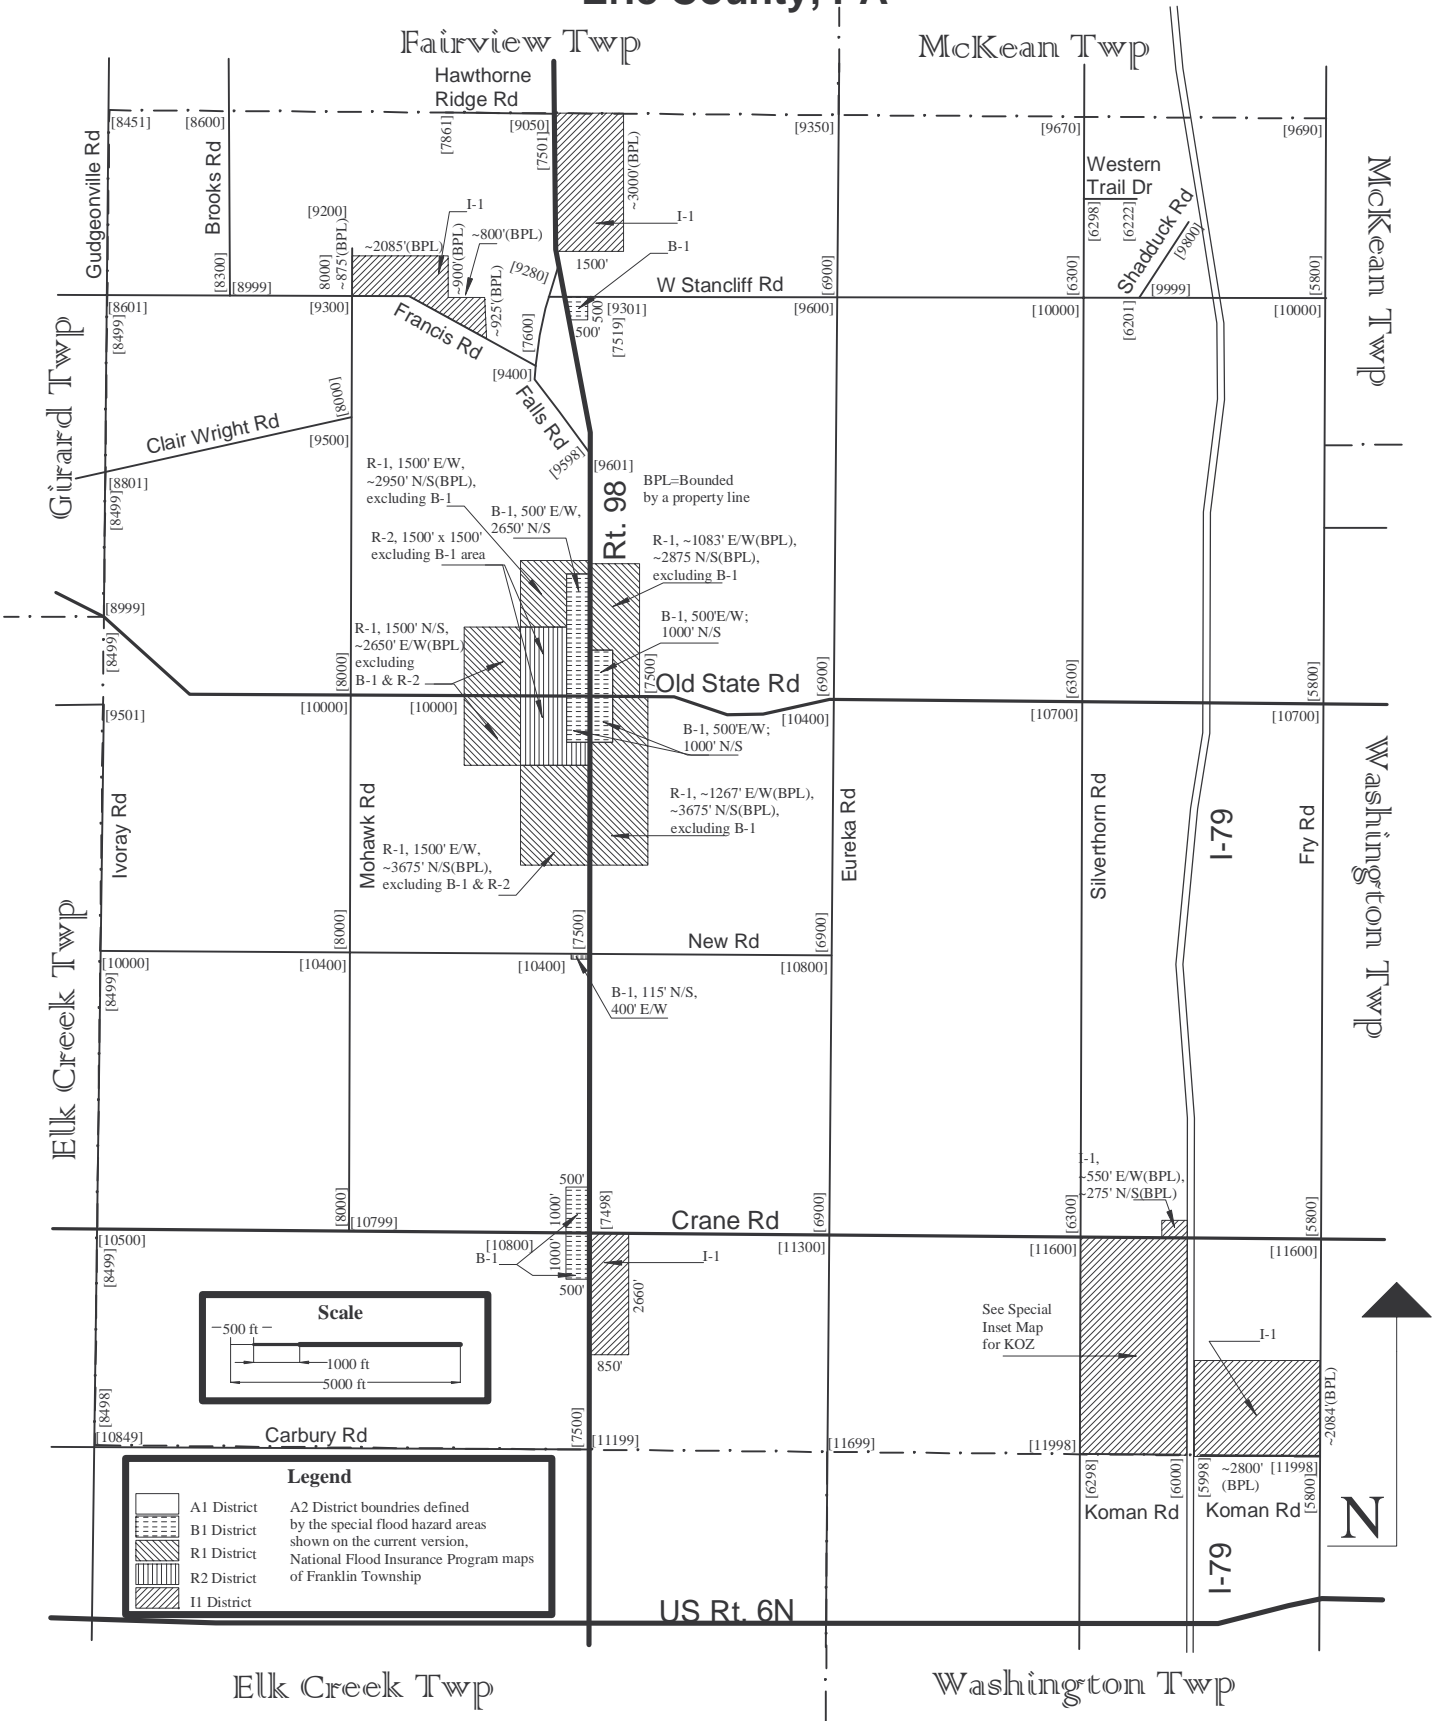 Erie County, PA
Fairview Twp
McKean Twp
Hawthorne
Ridge Rd
[8451]
[8600]
[7861]
[9050]
[7501]
[9350]
[9670]
[9690]
Gudgeonville Rd
Brooks Rd
~3000'(BPL)
Western
Trail Dr
McKean Twp
[9200]
I-1
I-1
[6298]
[6222]
Shadduck Rd
[9800]
~2085'(BPL)
~800'(BPL)
B-1
8000]
~875'(BPL)
~900'(BPL)
[9280]
1500'
[8300]
[8999]
W Stancliff Rd
[6900]
[6300]
[9999]
[5800]
[8601]
[8499]
[9300]
Francis Rd
~925'(BPL)
[7600]
500'
500'
[9301]
[7519]
[9600]
[10000]
[6201]
[10000]
Girard Twp
[9400]
Falls Rd
[8000]
Clair Wright Rd
[9500]
[9598]
[9601]
[8801]
[8499]
R-1, 1500' E/W,
~2950' N/S(BPL),
excluding B-1
BPL=Bounded
by a property line
Rt. 98
B-1, 500' E/W,
2650' N/S
R-2, 1500' x 1500'
excluding B-1 area
R-1, ~1083' E/W(BPL),
~2875 N/S(BPL),
excluding B-1
[8999]
[8499]
B-1, 500'E/W;
1000' N/S
R-1, 1500' N/S,
~2650' E/W(BPL)
excluding
B-1 & R-2
[8000]
[7500]
Old State Rd
[6900]
[6300]
[5800]
[9501]
[10000]
[10000]
[10400]
[10700]
[10700]
B-1, 500'E/W;
1000' N/S
Washington Twp
Ivoray Rd
Mohawk Rd
R-1, ~1267' E/W(BPL),
~3675' N/S(BPL),
excluding B-1
Eureka Rd
Silverthorn Rd
I-79
Fry Rd
R-1, 1500' E/W,
~3675' N/S(BPL),
excluding B-1 & R-2
Elk Creek Twp
[8000]
[7500]
New Rd
[6900]
[10000]
[8499]
[10400]
[10400]
[10800]
B-1, 115' N/S,
400' E/W
I-1,
~550' E/W(BPL),
~275' N/S(BPL)
500'
1000'
[7498]
[8000]
[10799]
Crane Rd
[6900]
[6300]
[5800]
[10500]
[8499]
[10800]
B-1
1000'
500'
I-1
[11300]
[11600]
[11600]
2660'
850'
Scale
500 ft
1000 ft
5000 ft
See Special
Inset Map
for KOZ
I-1
~2084'(BPL)
[8498]
[10849]
Carbury Rd
[7500]
[11199]
[11699]
[11998]
[6298]
[6000]
[5998]
~2800'
(BPL)
[11998]
[5800]
Koman Rd
Koman Rd
N
Legend
A1 District
B1 District
R1 District
R2 District
I1 District
A2 District boundries defined
by the special flood hazard areas
shown on the current version,
National Flood Insurance Program maps
of Franklin Township
I-79
US Rt. 6N
Elk Creek Twp
Washington Twp